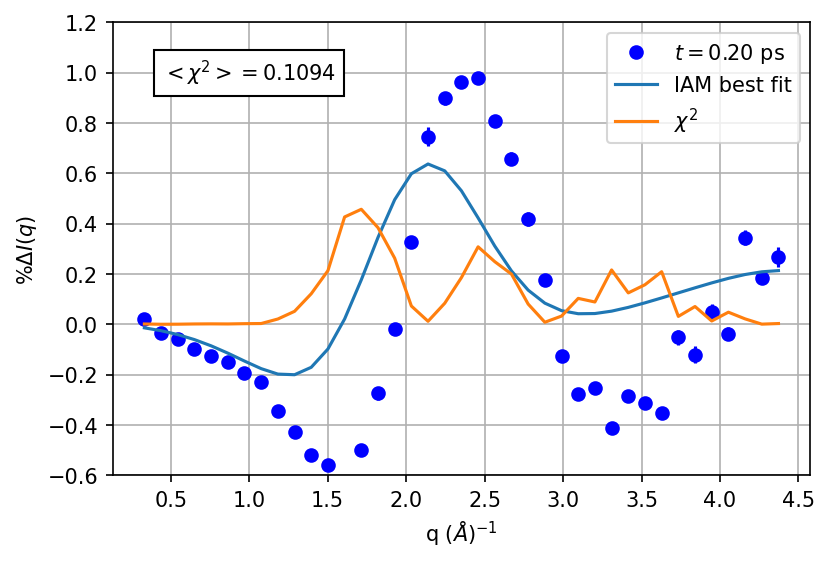 1.2
1.0
0.8
0.6
0.4
0.2
0.0
−0.2
−0.4
−0.6
%ΔI(q)
<χ²> = 0.1094
t = 0.20 ps
IAM best fit
χ²
0.5 1.0 1.5 2.0 2.5 3.0 3.5 4.0 4.5
q (Å)⁻¹